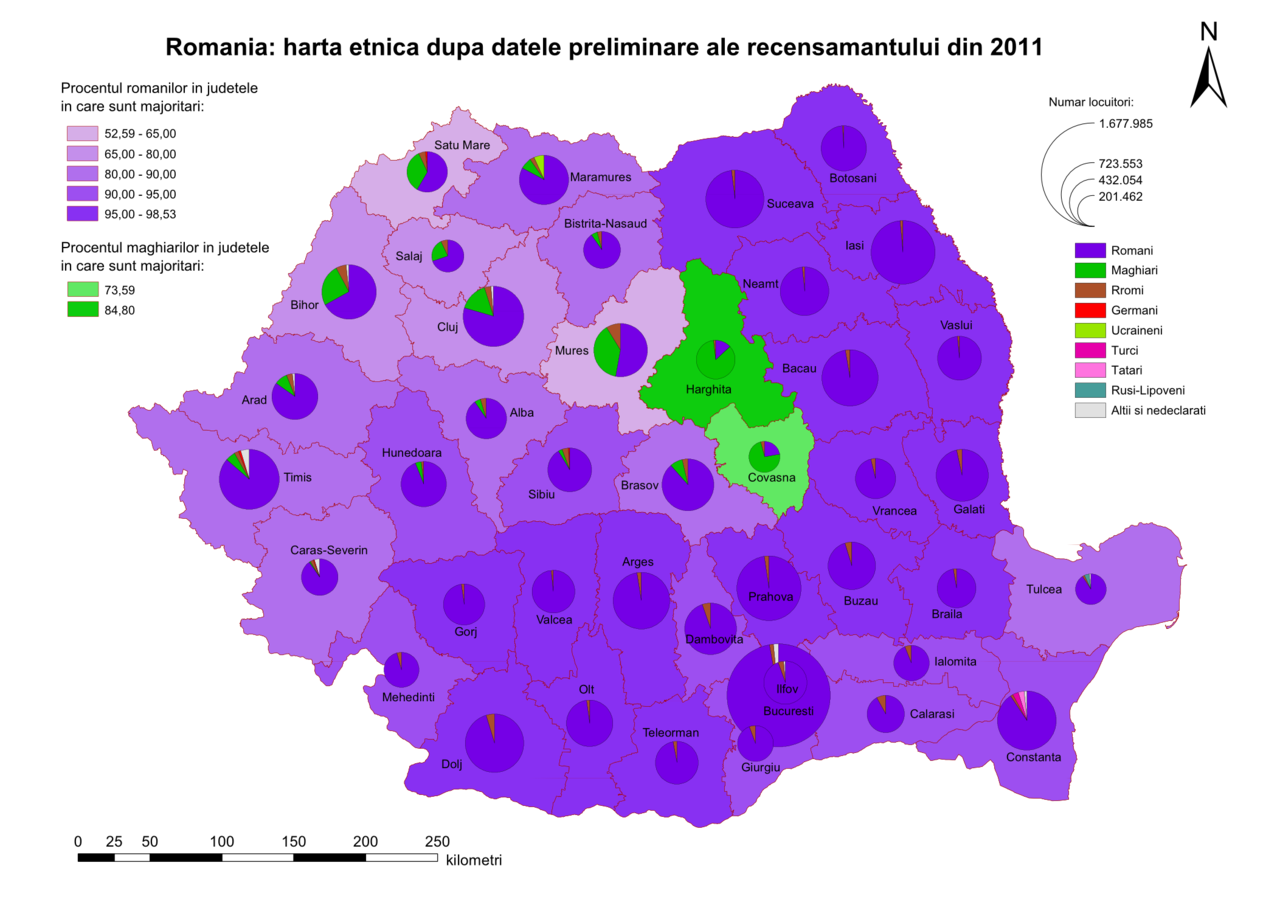 Romania: harta etnica dupa datele preliminare ale recensamantului din 2011
N
Procentul romanilor in judetele
in care sunt majoritari:
52,59 - 65,00
65,00 - 80,00
80,00 - 90,00
90,00 - 95,00
95,00 - 98,53
Procentul maghiarilor in judetele
in care sunt majoritari:
73,59
84,80
Numar locuitori:
1.677.985
723.553
432.054
201.462
Romani
Maghiari
Rromi
Germani
Ucraineni
Turci
Tatari
Rusi-Lipoveni
Altii si nedeclarati
Satu Mare
Maramures
Botosani
Suceava
Bistrita-Nasaud
Iasi
Salaj
Neamt
Bihor
Cluj
Vaslui
Mures
Bacau
Harghita
Arad
Alba
Hunedoara
Timis
Sibiu
Brasov
Covasna
Vrancea
Galati
Caras-Severin
Arges
Tulcea
Prahova
Buzau
Braila
Gorj
Valcea
Dambovita
Ialomita
Mehedinti
Olt
Ilfov
Bucuresti
Calarasi
Teleorman
Dolj
Giurgiu
Constanta
0 25 50 100 150 200 250
kilometri